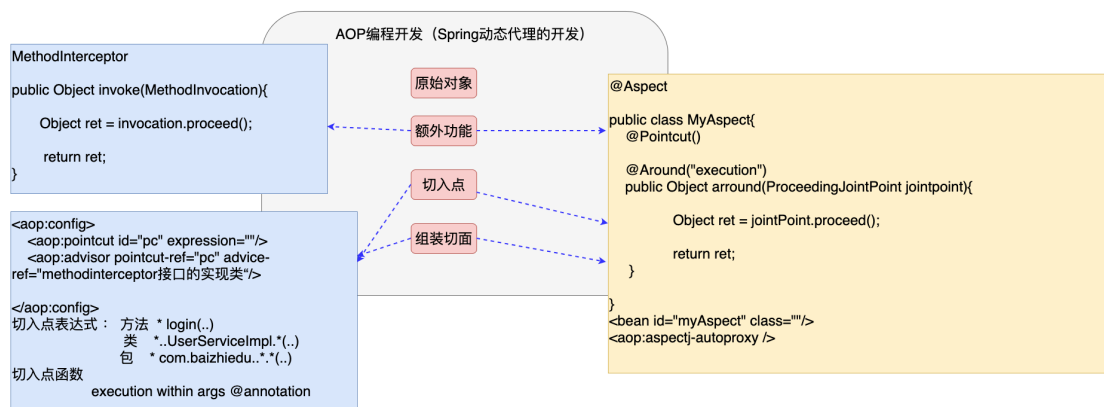 AOP编程开发（Spring动态代理的开发）
原始对象
额外功能
切入点
组装切面
MethodInterceptor
public Object invoke(MethodInvocation){
Object ret = invocation.proceed();
return ret;
}
<aop:config>
<aop:pointcut id="pc" expression=""/>
<aop:advisor pointcut-ref="pc" advice-
ref="methodinterceptor接口的实现类“/>
</aop:config>
切入点表达式： 方法 * login(..)
类 *..UserServiceImpl.*(..)
包 * com.baizhiedu..*.*(..)
切入点函数
execution within args @annotation
@Aspect
public class MyAspect{
@Pointcut()
@Around("execution")
public Object arround(ProceedingJointPoint jointpoint){
Object ret = jointPoint.proceed();
return ret;
}
}
<bean id="myAspect" class=""/>
<aop:aspectj-autoproxy />